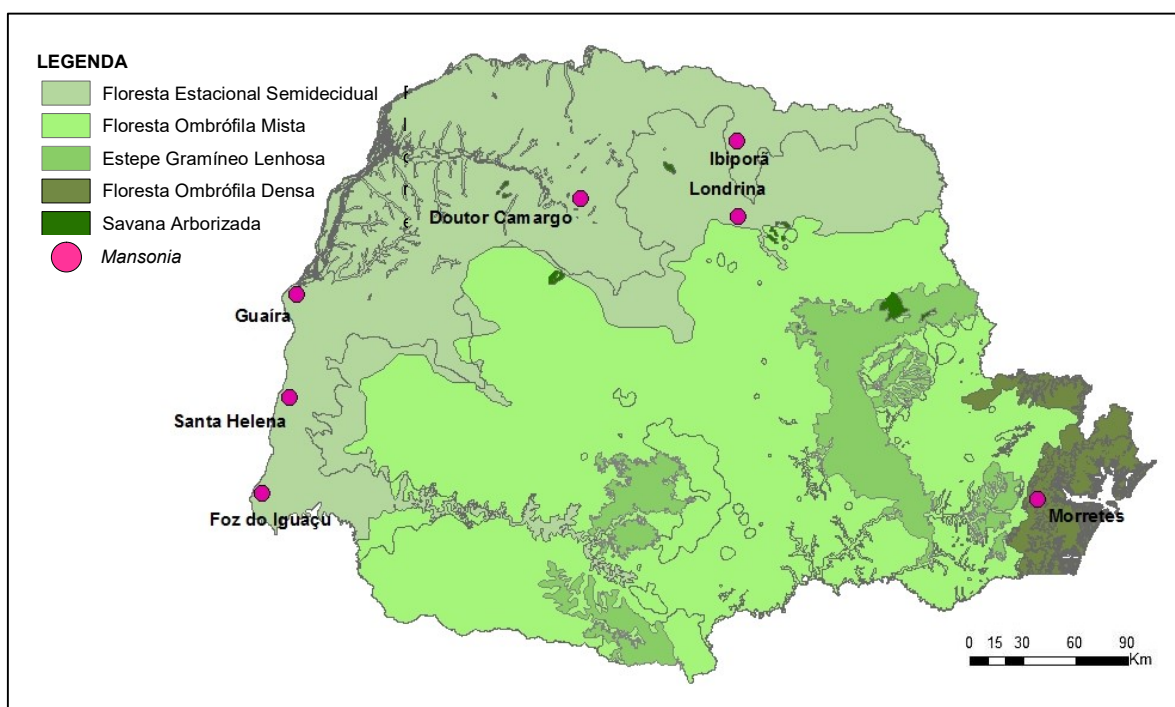 LEGENDA
Floresta Estacional Semidecidual
Floresta Ombrófila Mista
Estepe Gramíneo Lenhosa
Floresta Ombrófila Densa
Savana Arborizada
Mansonia
F
l
o
r
e
Ibiporã
Londrina
Doutor Camargo
Guaíra
Santa Helena
Foz do Iguaçu
Morretes
0 15 30 60 90
Km